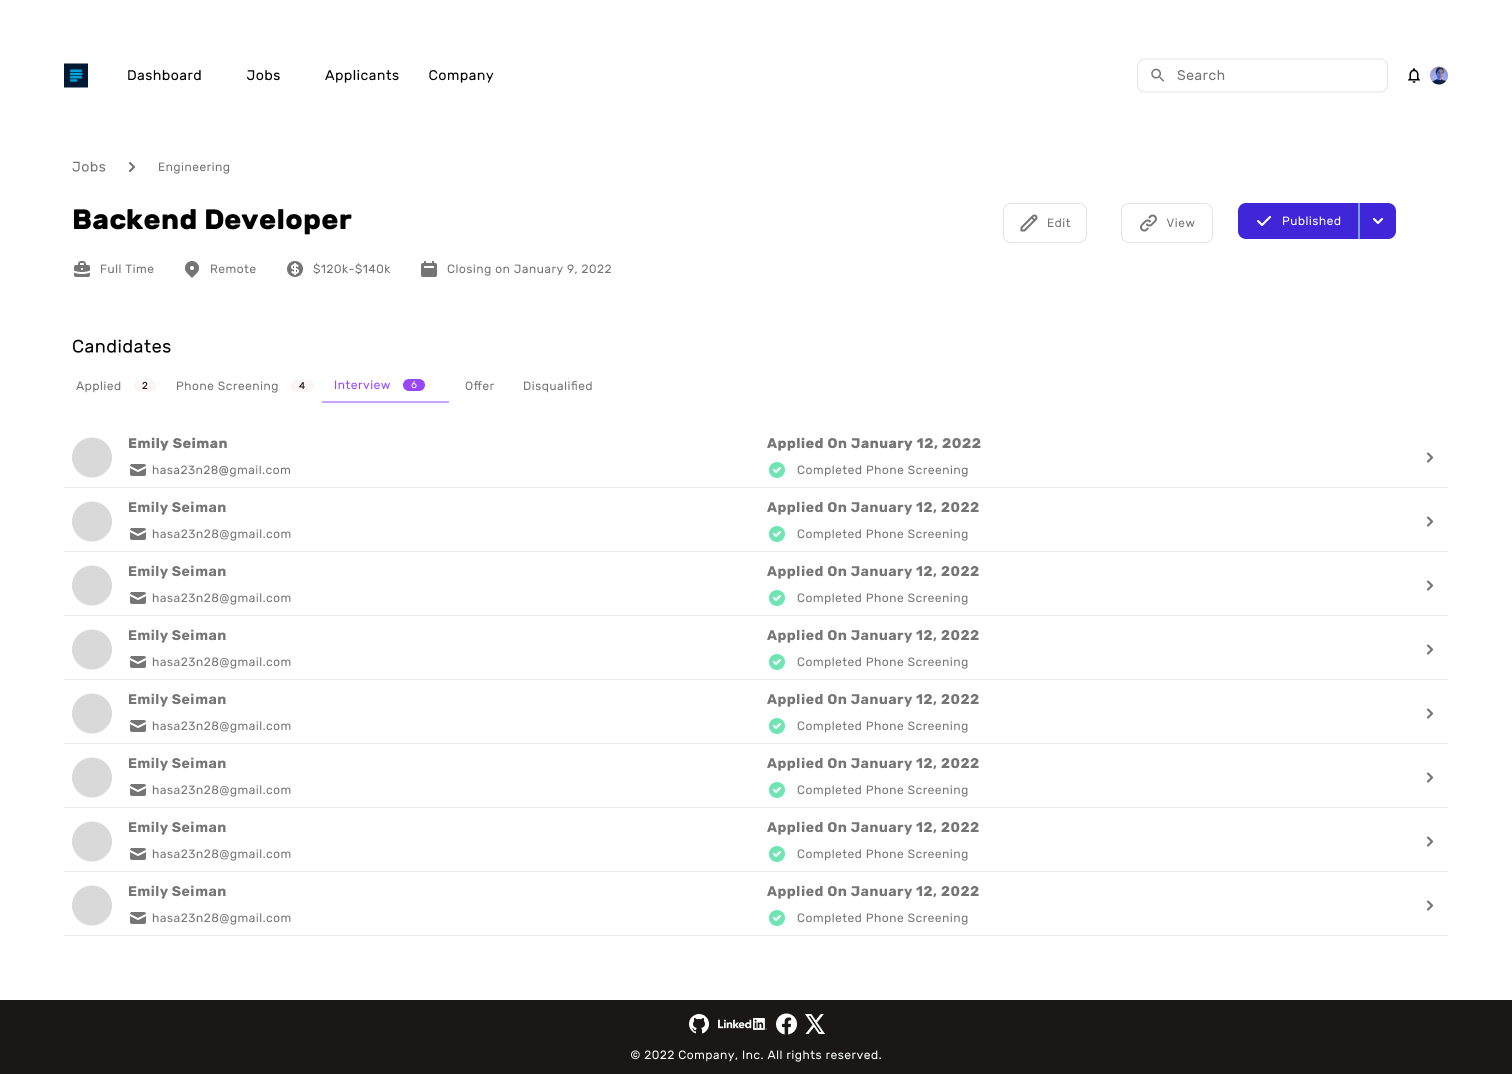 Dashboard Jobs Applicants Company Search
Jobs Engineering
Backend Developer Edit View Published
Full Time Remote $120k-$140k Closing on January 9, 2022
Candidates
Applied 2 Phone Screening 4 Interview 6 Offer Disqualified
Emily Seiman Applied On January 12, 2022
hasa23n28@gmail.com Completed Phone Screening
Emily Seiman Applied On January 12, 2022
hasa23n28@gmail.com Completed Phone Screening
Emily Seiman Applied On January 12, 2022
hasa23n28@gmail.com Completed Phone Screening
Emily Seiman Applied On January 12, 2022
hasa23n28@gmail.com Completed Phone Screening
Emily Seiman Applied On January 12, 2022
hasa23n28@gmail.com Completed Phone Screening
Emily Seiman Applied On January 12, 2022
hasa23n28@gmail.com Completed Phone Screening
Emily Seiman Applied On January 12, 2022
hasa23n28@gmail.com Completed Phone Screening
Emily Seiman Applied On January 12, 2022
hasa23n28@gmail.com Completed Phone Screening
LinkedIn
© 2022 Company, Inc. All rights reserved.